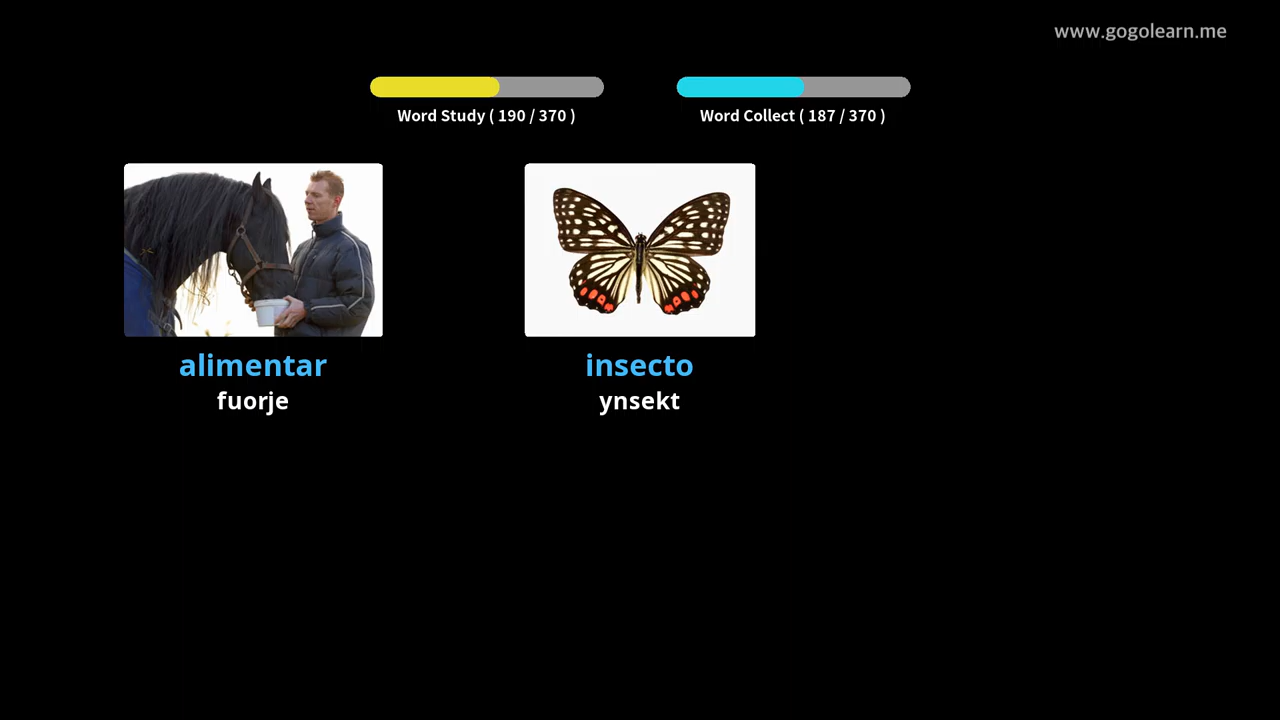 www.gogolearn.me
Word Study ( 190 / 370 )
Word Collect ( 187 / 370 )
alimentar
fuorje
insecto
ynsekt